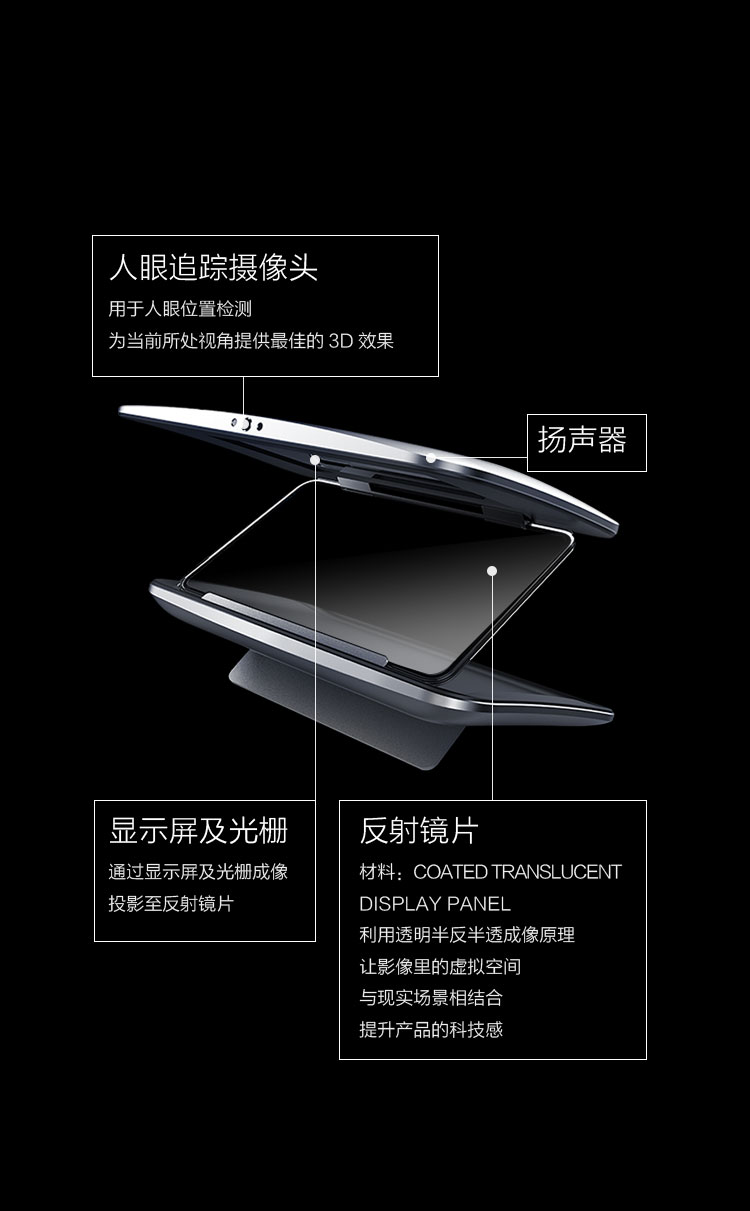 人眼追踪摄像头
用于人眼位置检测
为当前所处视角提供最佳的 3D 效果
扬声器
显示屏及光栅
通过显示屏及光栅成像
投影至反射镜片
反射镜片
材料：COATED TRANSLUCENT
DISPLAY PANEL
利用透明半反半透成像原理
让影像里的虚拟空间
与现实场景相结合
提升产品的科技感